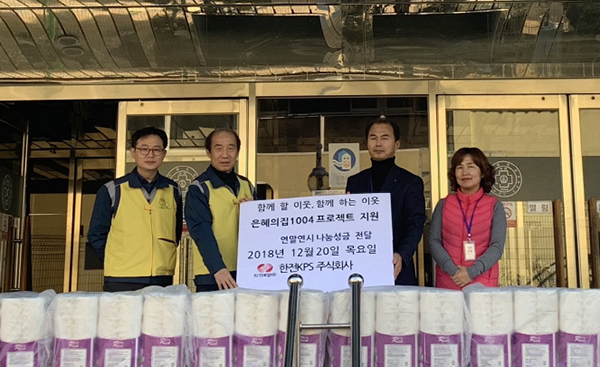 함께 할 이웃, 함께 하는 이웃
은혜의집1004 프로젝트 지원
연말연시 나눔성금 전달
2018년 12월 20일 목요일
한전KPS 주식회사
열림